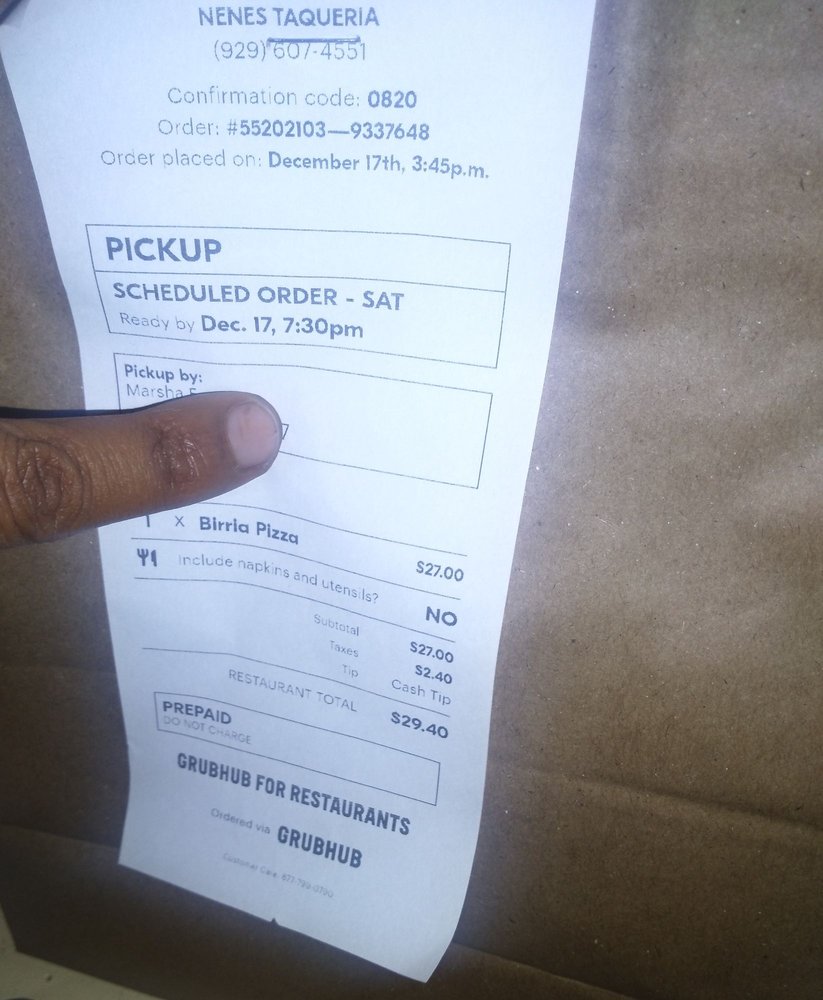 NENES TAQUERIA
(929) 607-4551
Confirmation code: 0820
Order: #55202103—9337648
Order placed on: December 17th, 3:45p.m.
PICKUP
SCHEDULED ORDER - SAT
Ready by Dec. 17, 7:30pm
Pickup by:
Marsha
1 x Birria Pizza $27.00
Include napkins and utensils? NO
Subtotal $27.00
Taxes $2.40
Tip Cash Tip
RESTAURANT TOTAL $29.40
PREPAID
DO NOT CHARGE
GRUBHUB FOR RESTAURANTS
Ordered via GRUBHUB
Customer Care: